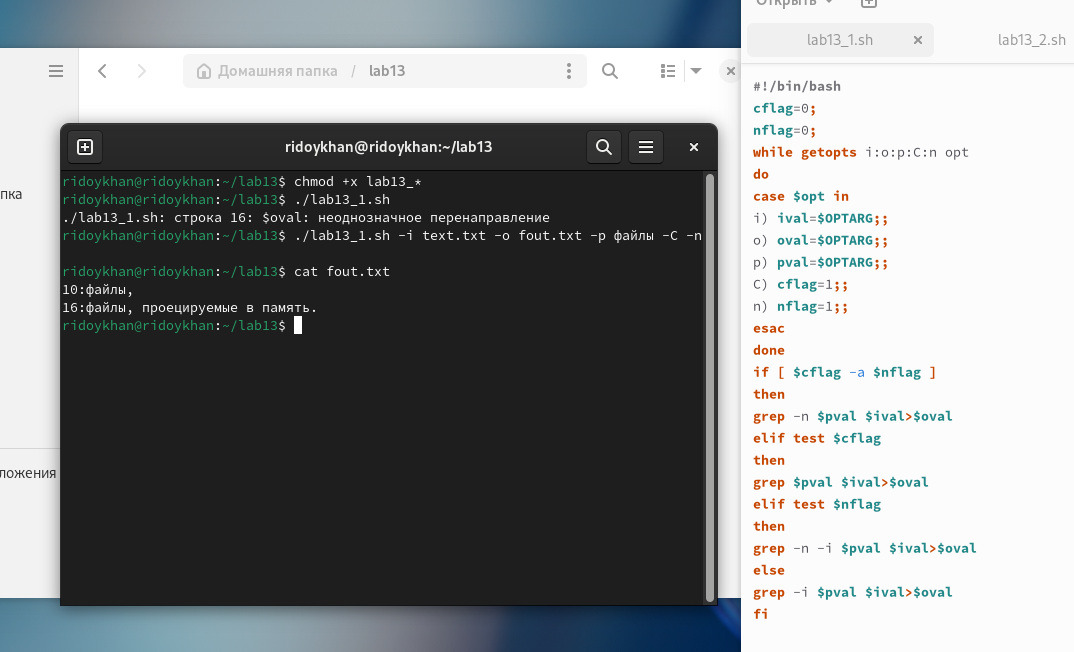 Открыть
lab13_1.sh
lab13_2.sh
Домашняя папка / lab13
пка
ложения
ridoykhan@ridoykhan:~/lab13
ridoykhan@ridoykhan:~/lab13$ chmod +x lab13_*
ridoykhan@ridoykhan:~/lab13$ ./lab13_1.sh
./lab13_1.sh: строка 16: $oval: неоднозначное перенаправление
ridoykhan@ridoykhan:~/lab13$ ./lab13_1.sh -i text.txt -o fout.txt -p файлы -C -n
ridoykhan@ridoykhan:~/lab13$ cat fout.txt
10:файлы,
16:файлы, проецируемые в память.
ridoykhan@ridoykhan:~/lab13$
#!/bin/bash
cflag=0;
nflag=0;
while getopts i:o:p:C:n opt
do
case $opt in
i) ival=$OPTARG;;
o) oval=$OPTARG;;
p) pval=$OPTARG;;
C) cflag=1;;
n) nflag=1;;
esac
done
if [ $cflag -a $nflag ]
then
grep -n $pval $ival>$oval
elif test $cflag
then
grep $pval $ival>$oval
elif test $nflag
then
grep -n -i $pval $ival>$oval
else
grep -i $pval $ival>$oval
fi